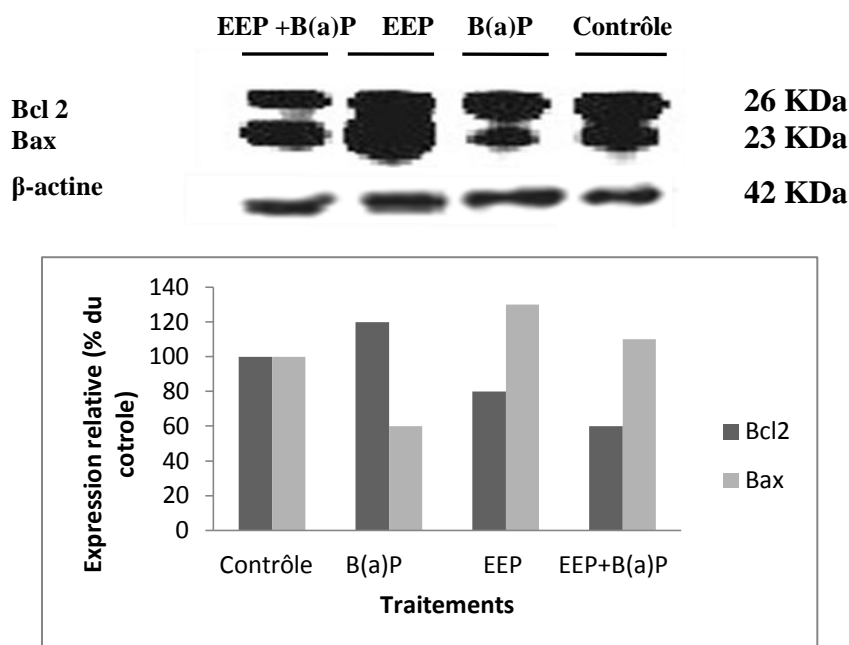 EEP +B(a)P EEP B(a)P Contrôle
Bcl 2 26 KDa
Bax 23 KDa
β-actine 42 KDa
Expression relative (% du cotrole)
140
120
100
80
60
40
20
0
Bcl2
Bax
Contrôle B(a)P EEP EEP+B(a)P
Traitements